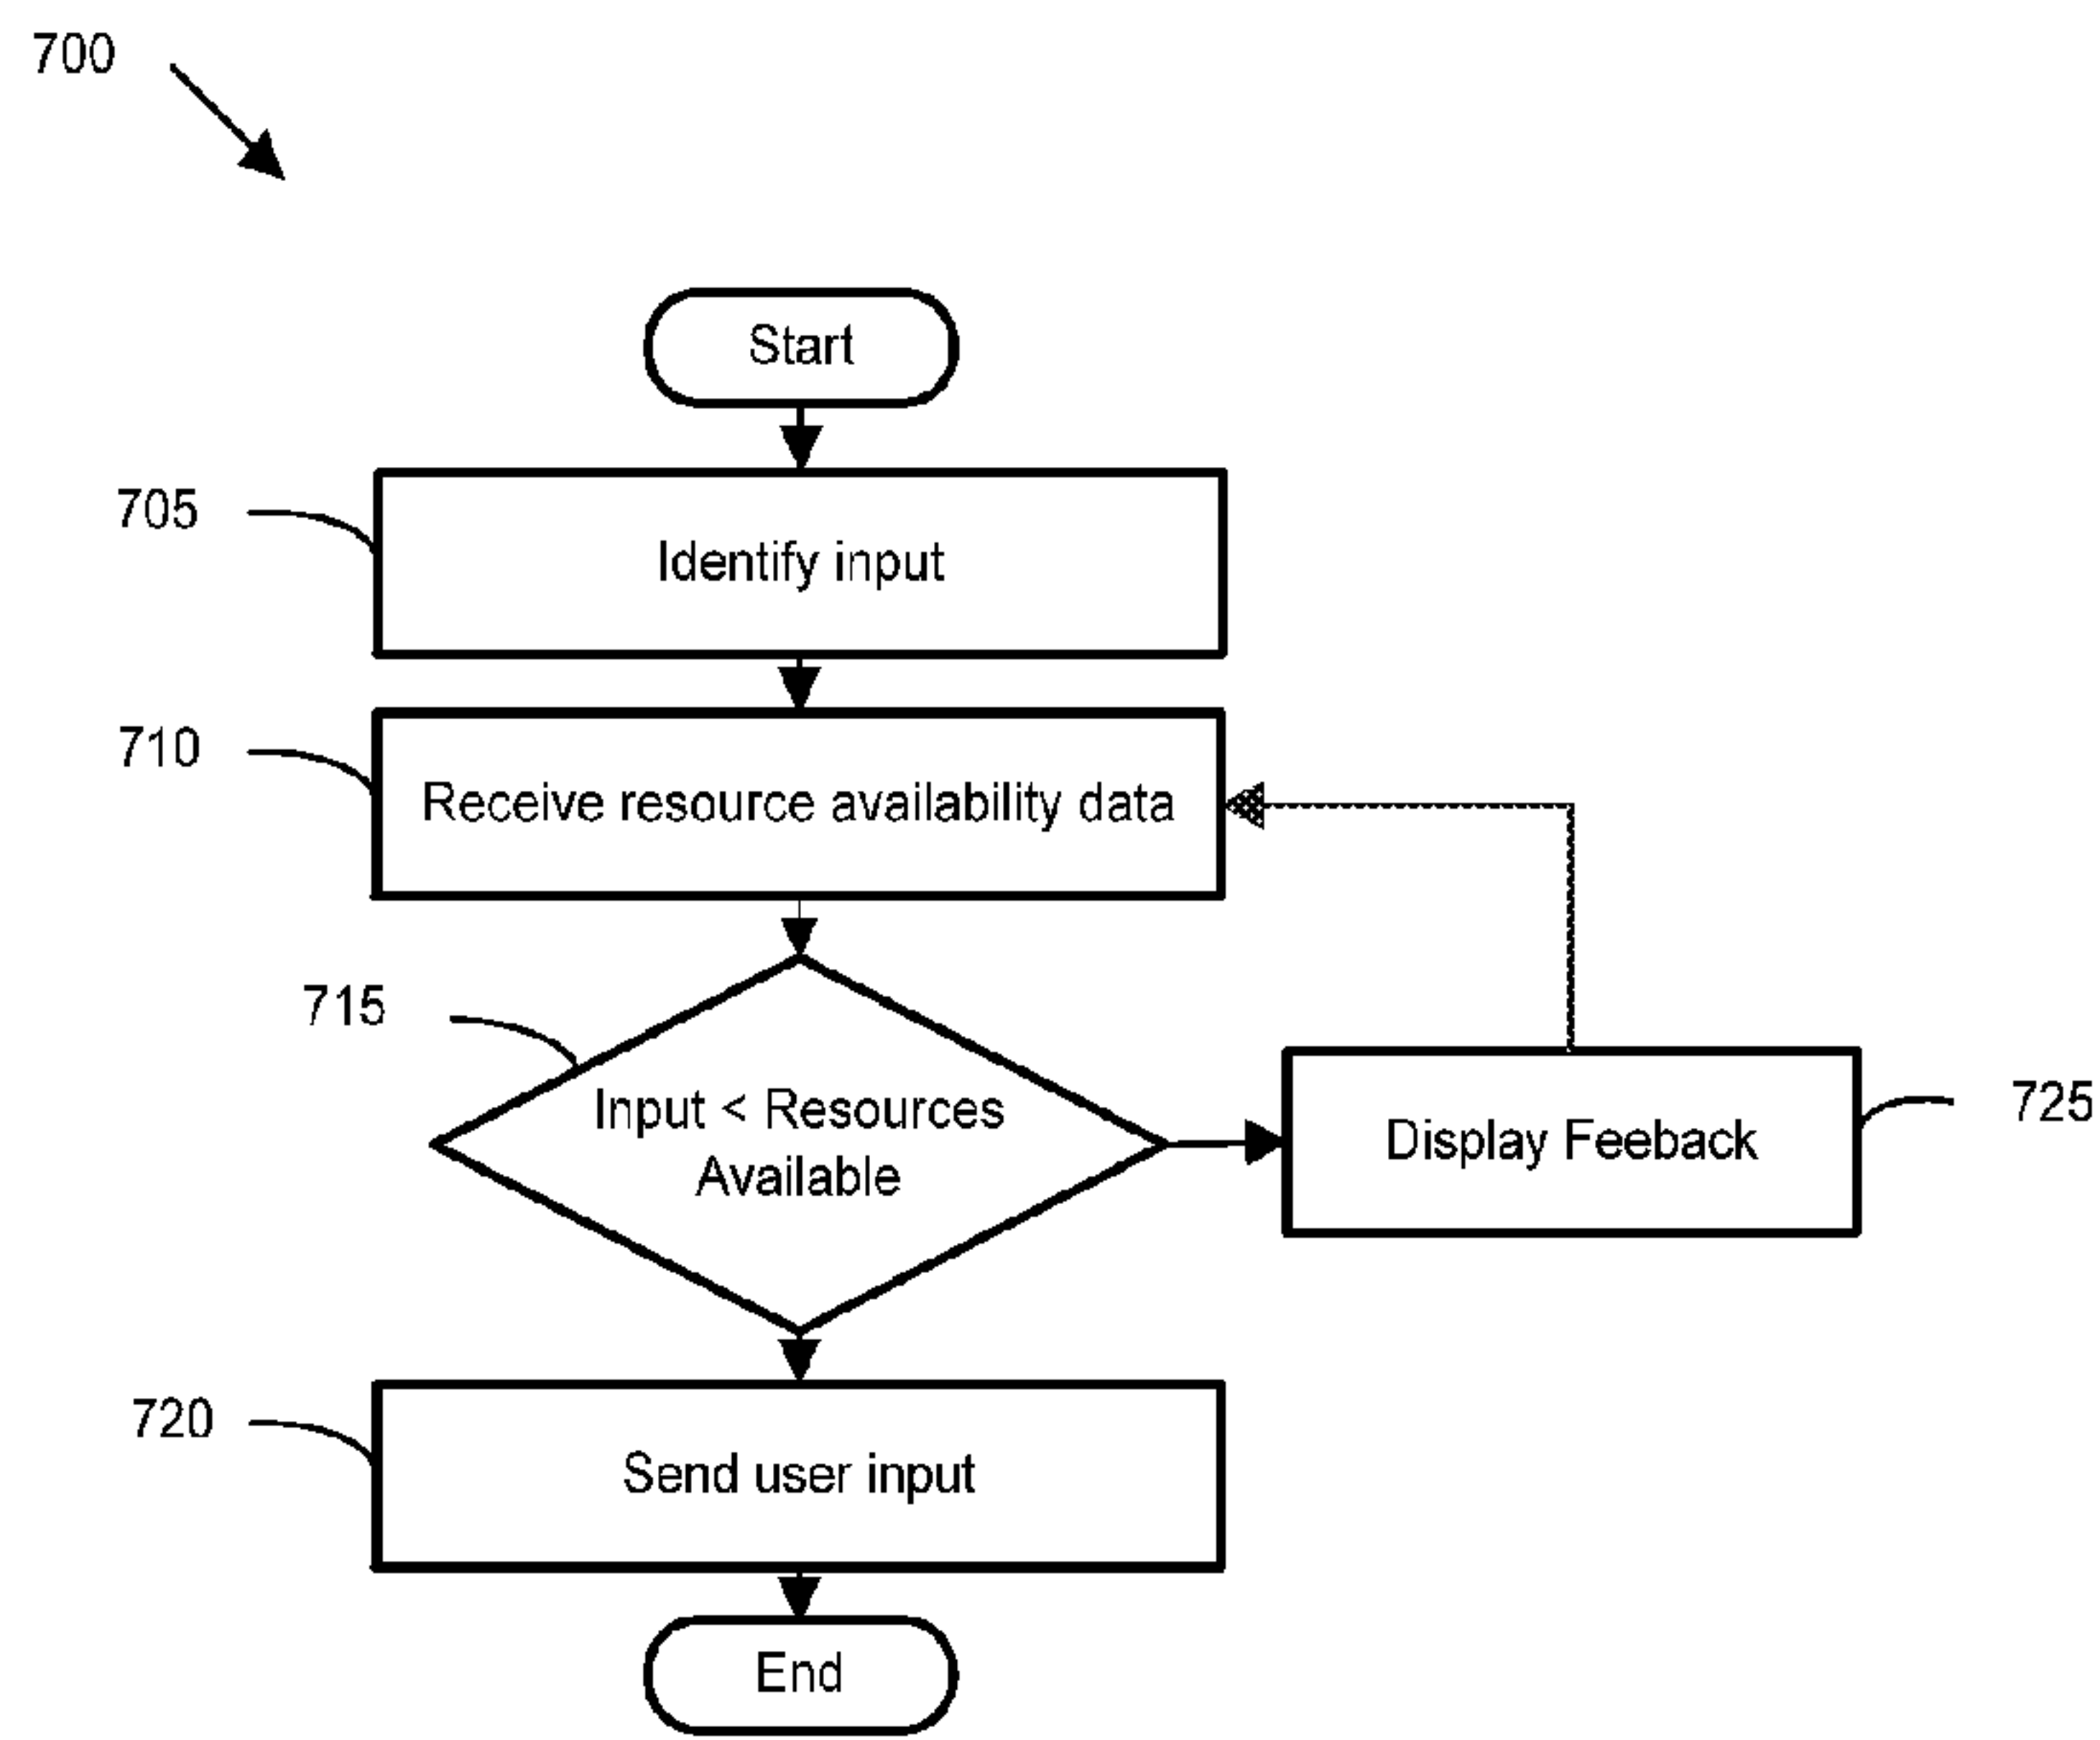 700
Start
705
Identify input
710
Receive resource availability data
715
Input < Resources
Available
Display Feeback
725
720
Send user input
End